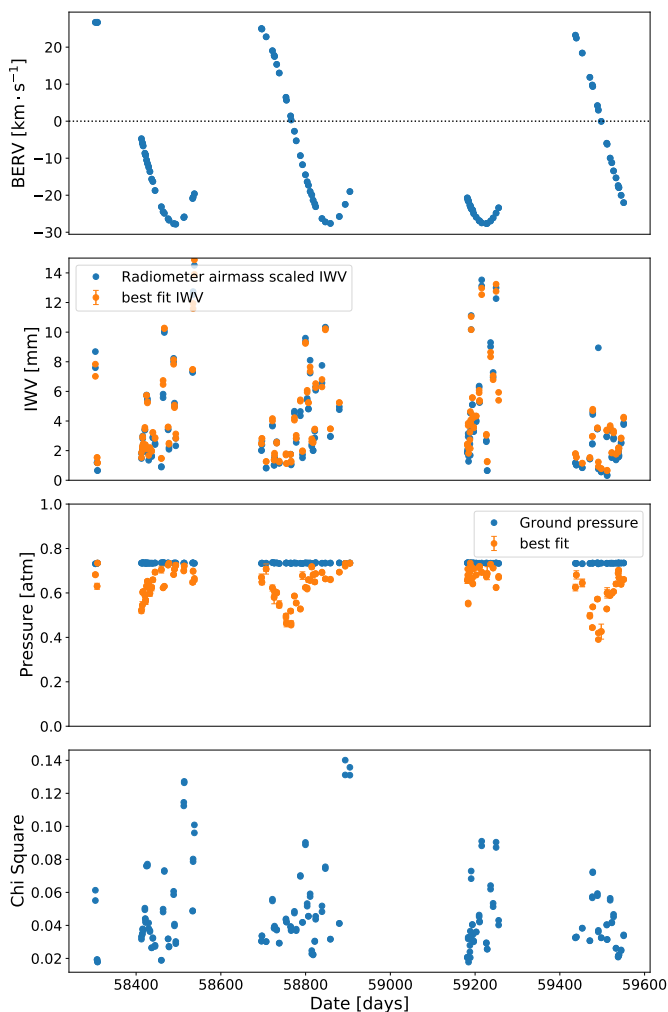 20
10
0
−10
−20
−30
BERV [km · s⁻¹]
14
12
10
8
6
4
2
0
IWV [mm]
Radiometer airmass scaled IWV
best fit IWV
1.0
0.8
0.6
0.4
0.2
0.0
Pressure [atm]
Ground pressure
best fit
0.14
0.12
0.10
0.08
0.06
0.04
0.02
Chi Square
58400 58600 58800 59000 59200 59400 59600
Date [days]